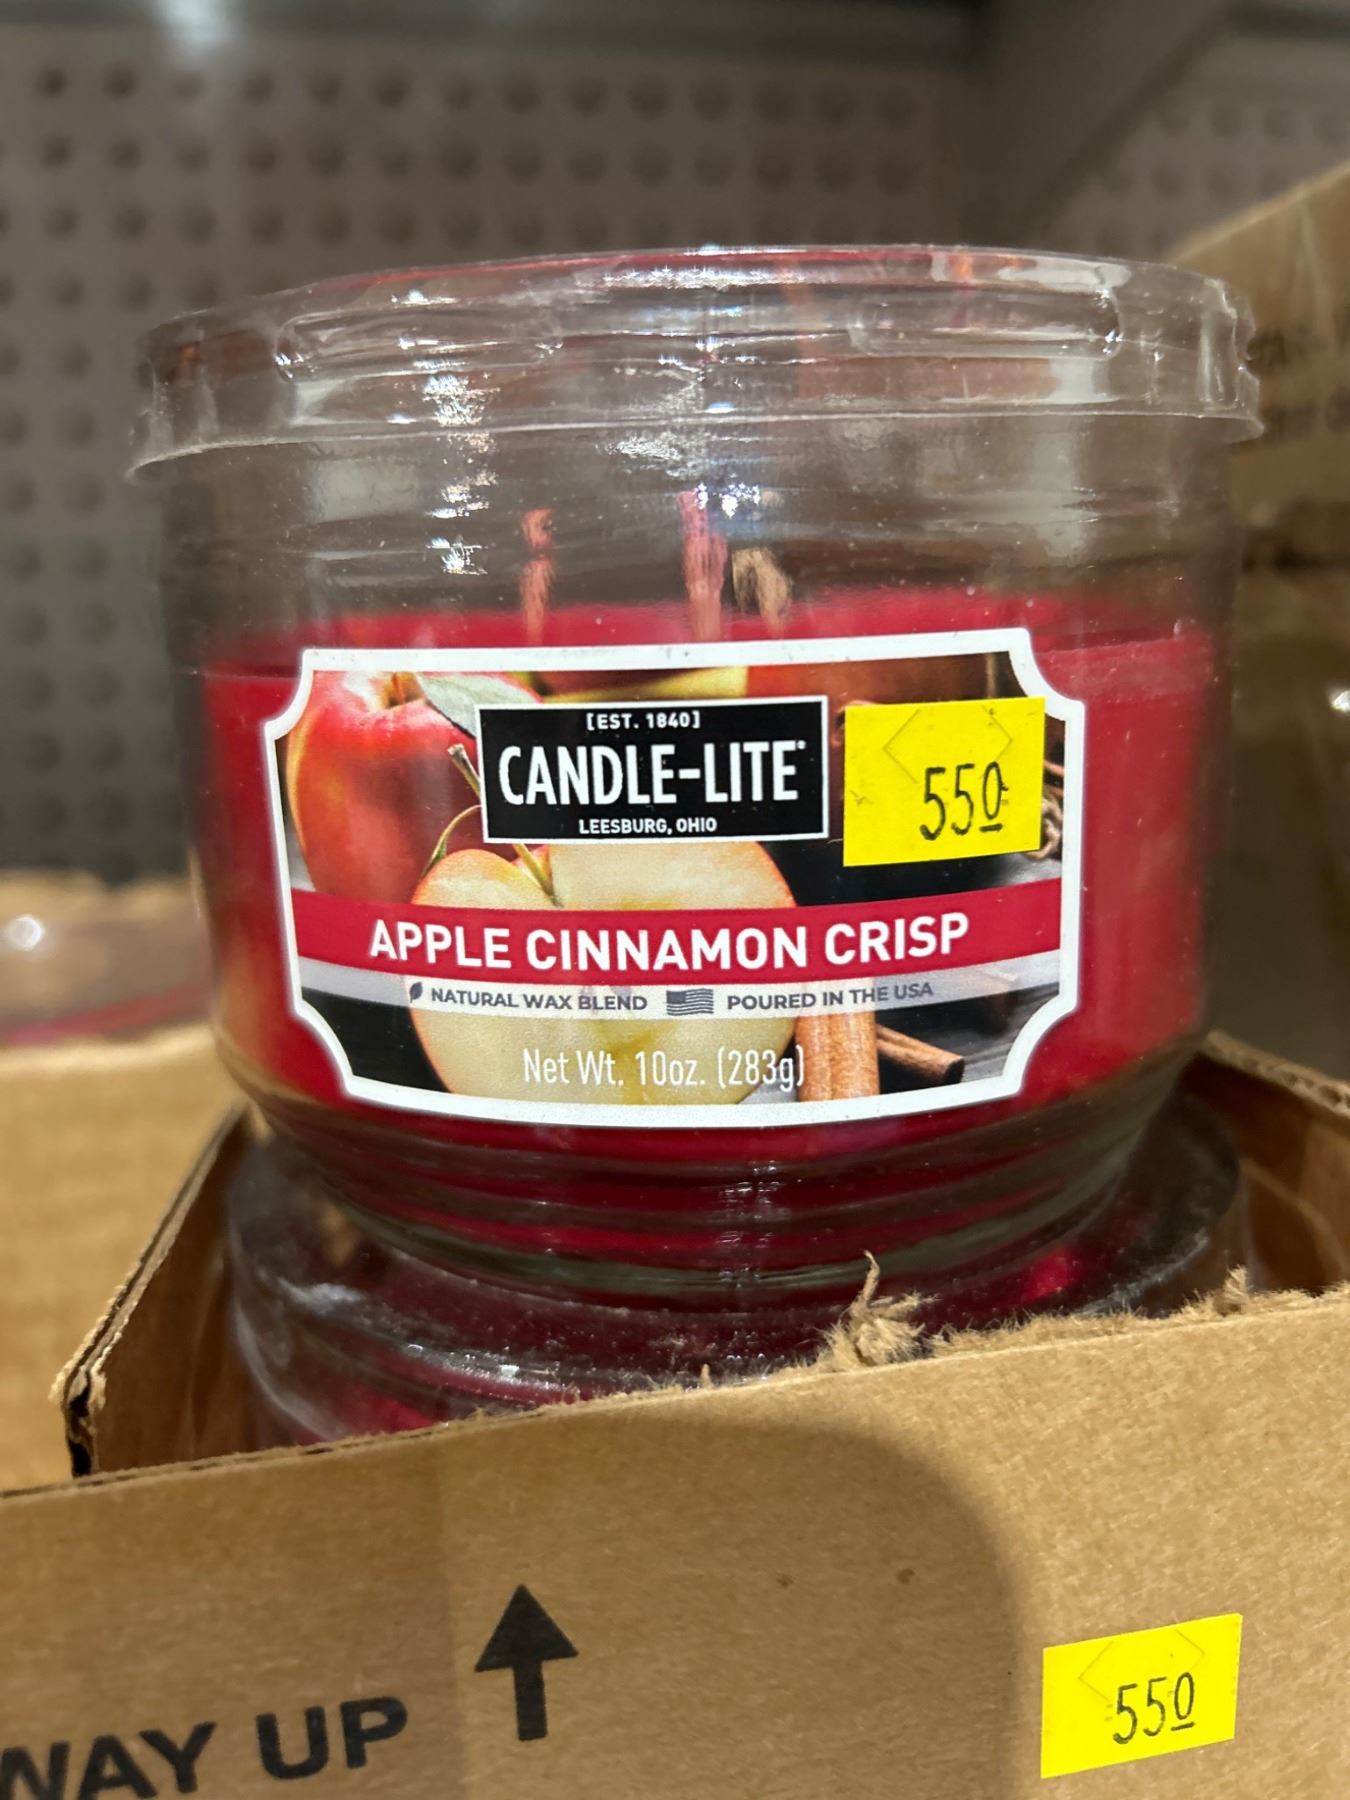 [EST. 1840]
CANDLE-LITE
LEESBURG, OHIO
550
APPLE CINNAMON CRISP
NATURAL WAX BLEND POURED IN THE USA
Net Wt. 10oz. (283g)
WAY UP
550